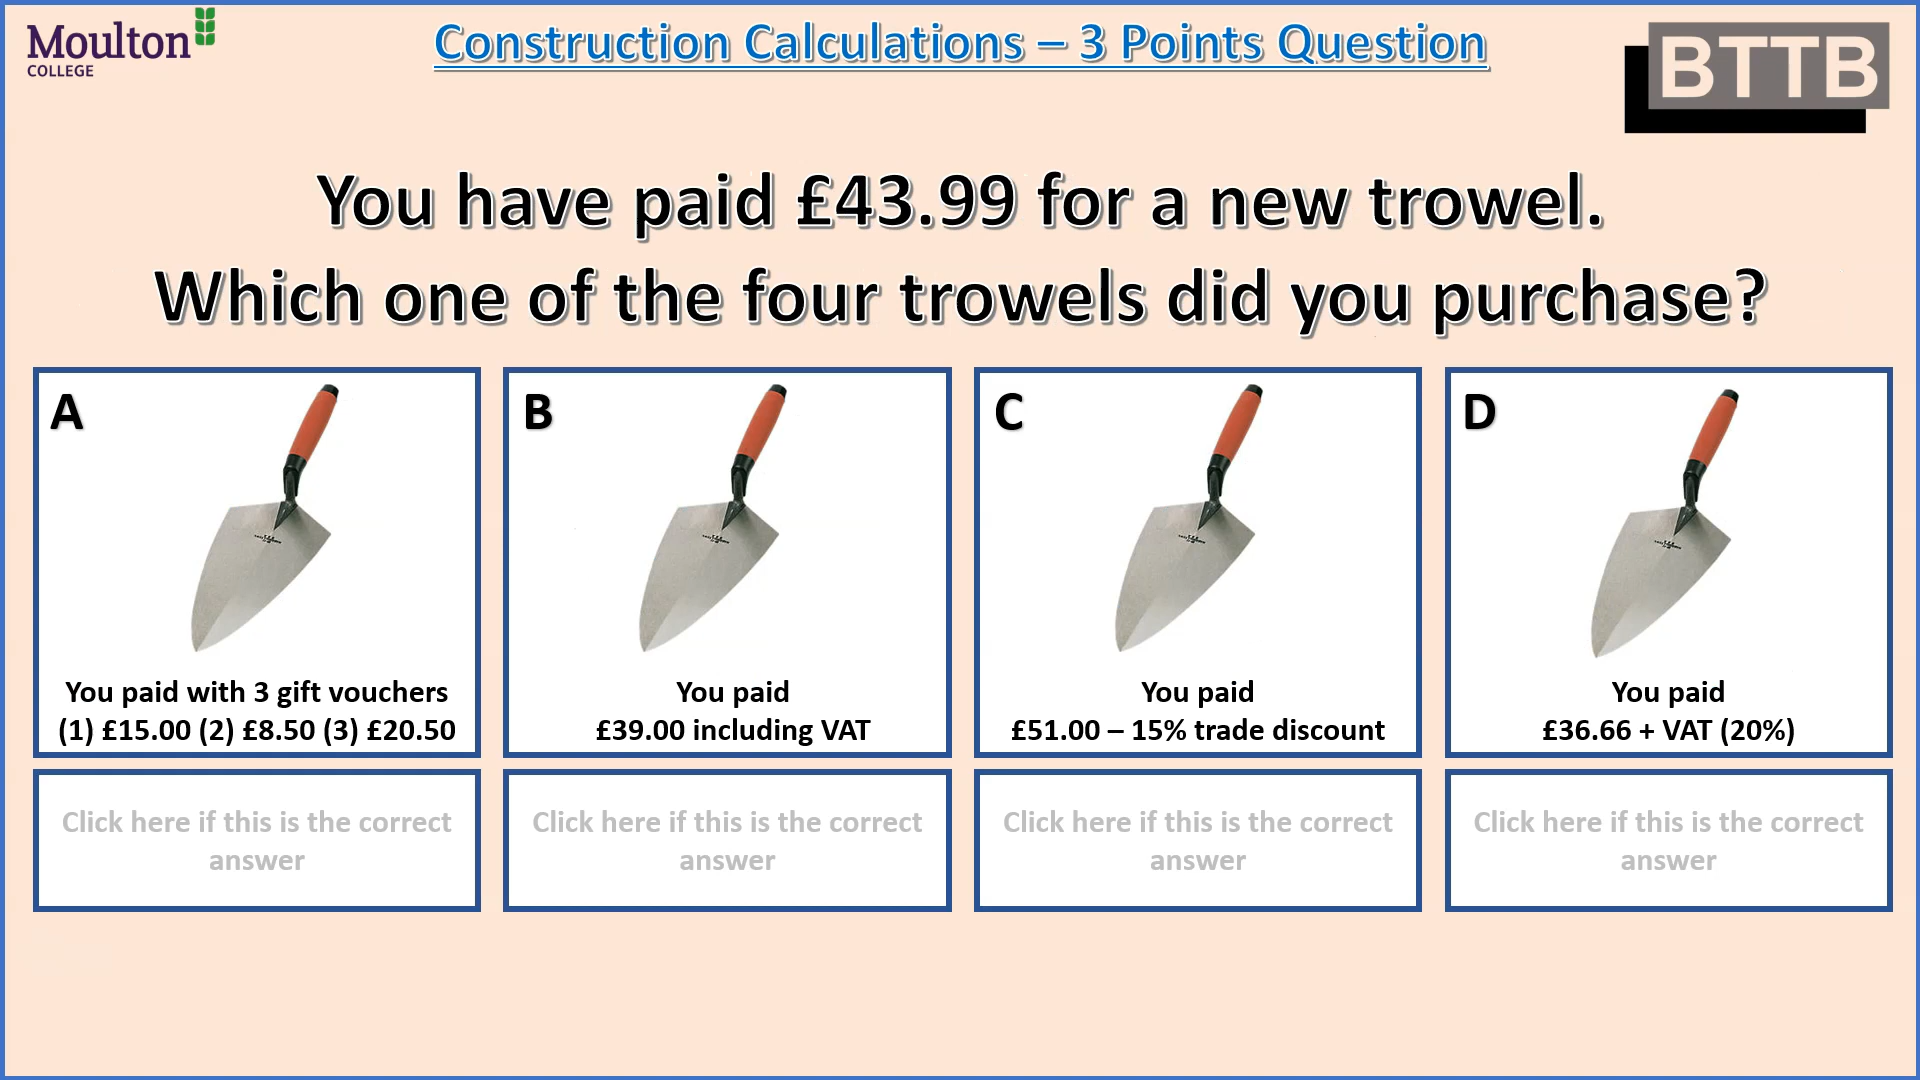 Moulton
COLLEGE
Construction Calculations – 3 Points Question
BTTB
You have paid £43.99 for a new trowel.
Which one of the four trowels did you purchase?
A
You paid with 3 gift vouchers
(1) £15.00 (2) £8.50 (3) £20.50
B
You paid
£39.00 including VAT
C
You paid
£51.00 – 15% trade discount
D
You paid
£36.66 + VAT (20%)
Click here if this is the correct
answer
Click here if this is the correct
answer
Click here if this is the correct
answer
Click here if this is the correct
answer